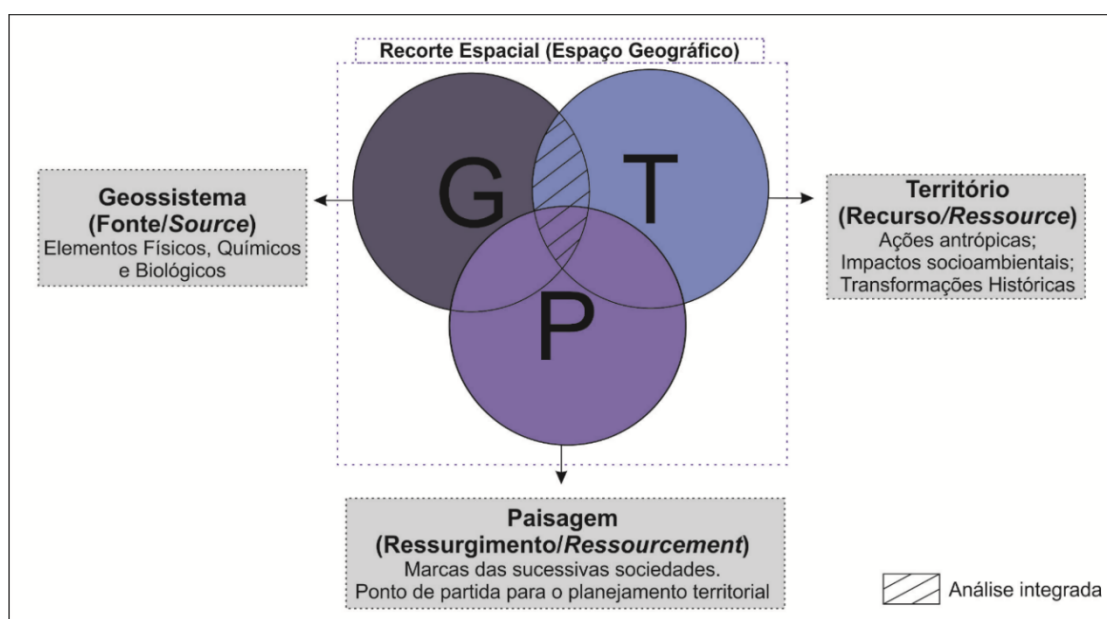 Recorte Espacial (Espaço Geográfico)
G
T
P
Geossistema
(Fonte/Source)
Elementos Físicos, Químicos
e Biológicos
Território
(Recurso/Ressource)
Ações antrópicas;
Impactos socioambientais;
Transformações Históricas
Paisagem
(Ressurgimento/Ressourcement)
Marcas das sucessivas sociedades.
Ponto de partida para o planejamento territorial
Análise integrada